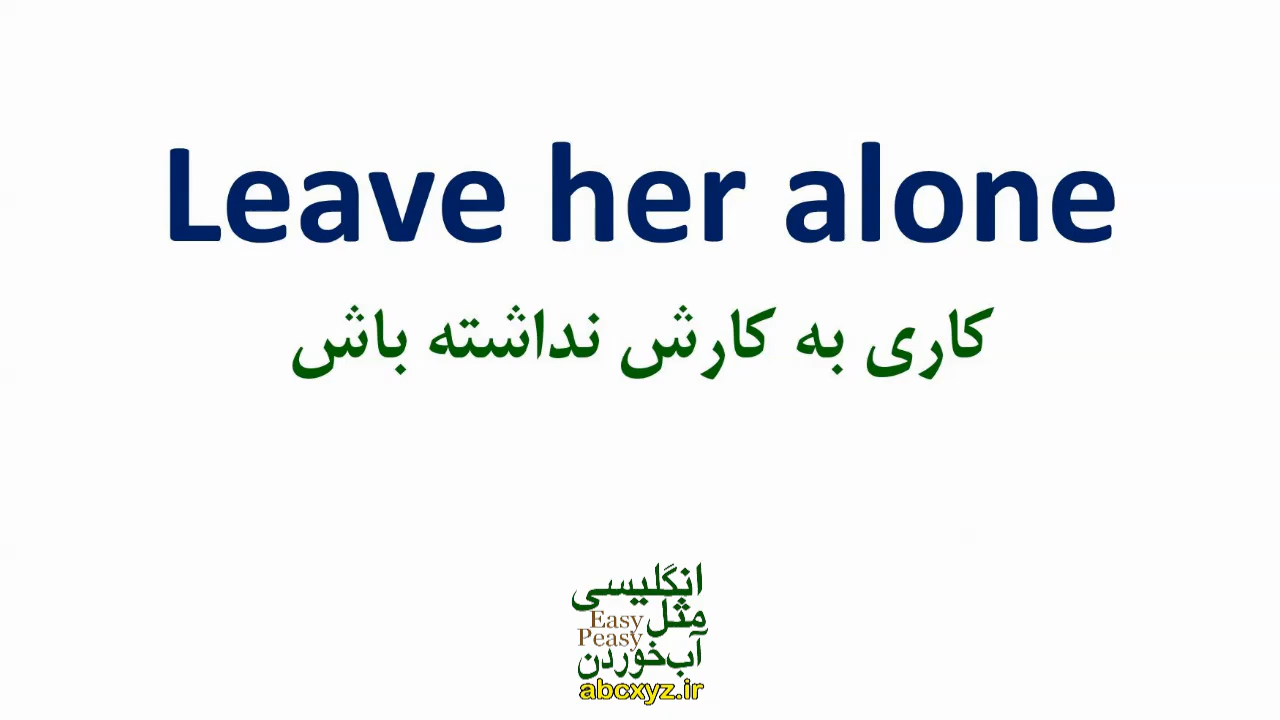 Leave her alone
کاری به کارش نداشته باش
انگلیسی
مثل
Easy
Peasy
آب‌خوردن
abcxyz.ir